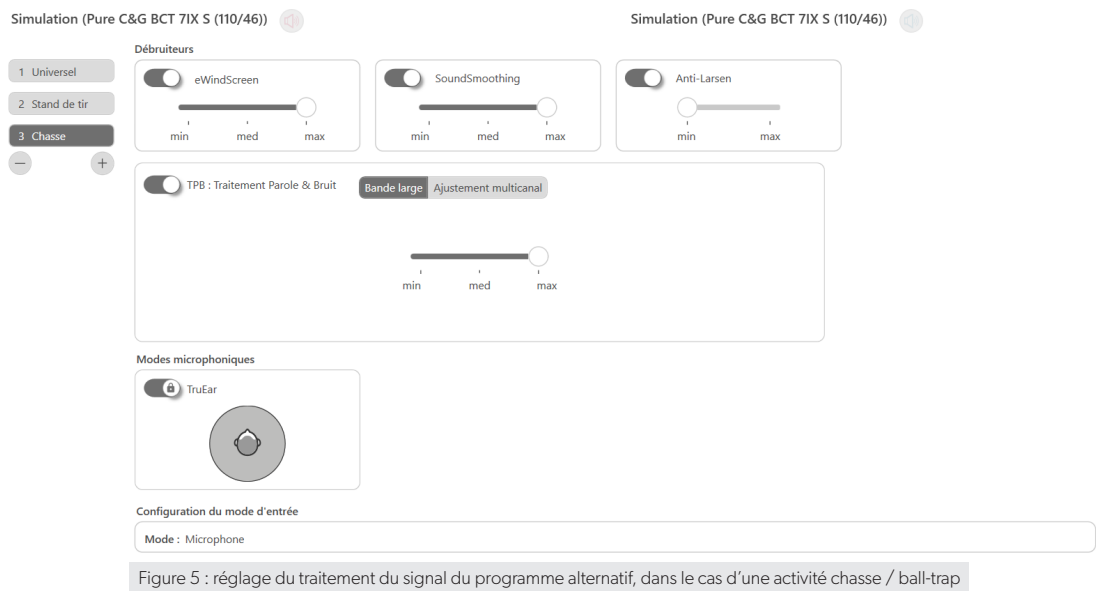 Simulation (Pure C&G BCT 7IX S (110/46)) Simulation (Pure C&G BCT 7IX S (110/46))
1 Universel
2 Stand de tir
3 Chasse
Débruiteurs
eWindScreen
min med max
SoundSmoothing
min med max
Anti-Larsen
min max
TPB : Traitement Parole & Bruit Bande large Ajustement multicanal
min med max
Modes microphoniques
TruEar
Configuration du mode d'entrée
Mode : Microphone
Figure 5 : réglage du traitement du signal du programme alternatif, dans le cas d'une activité chasse / ball-trap